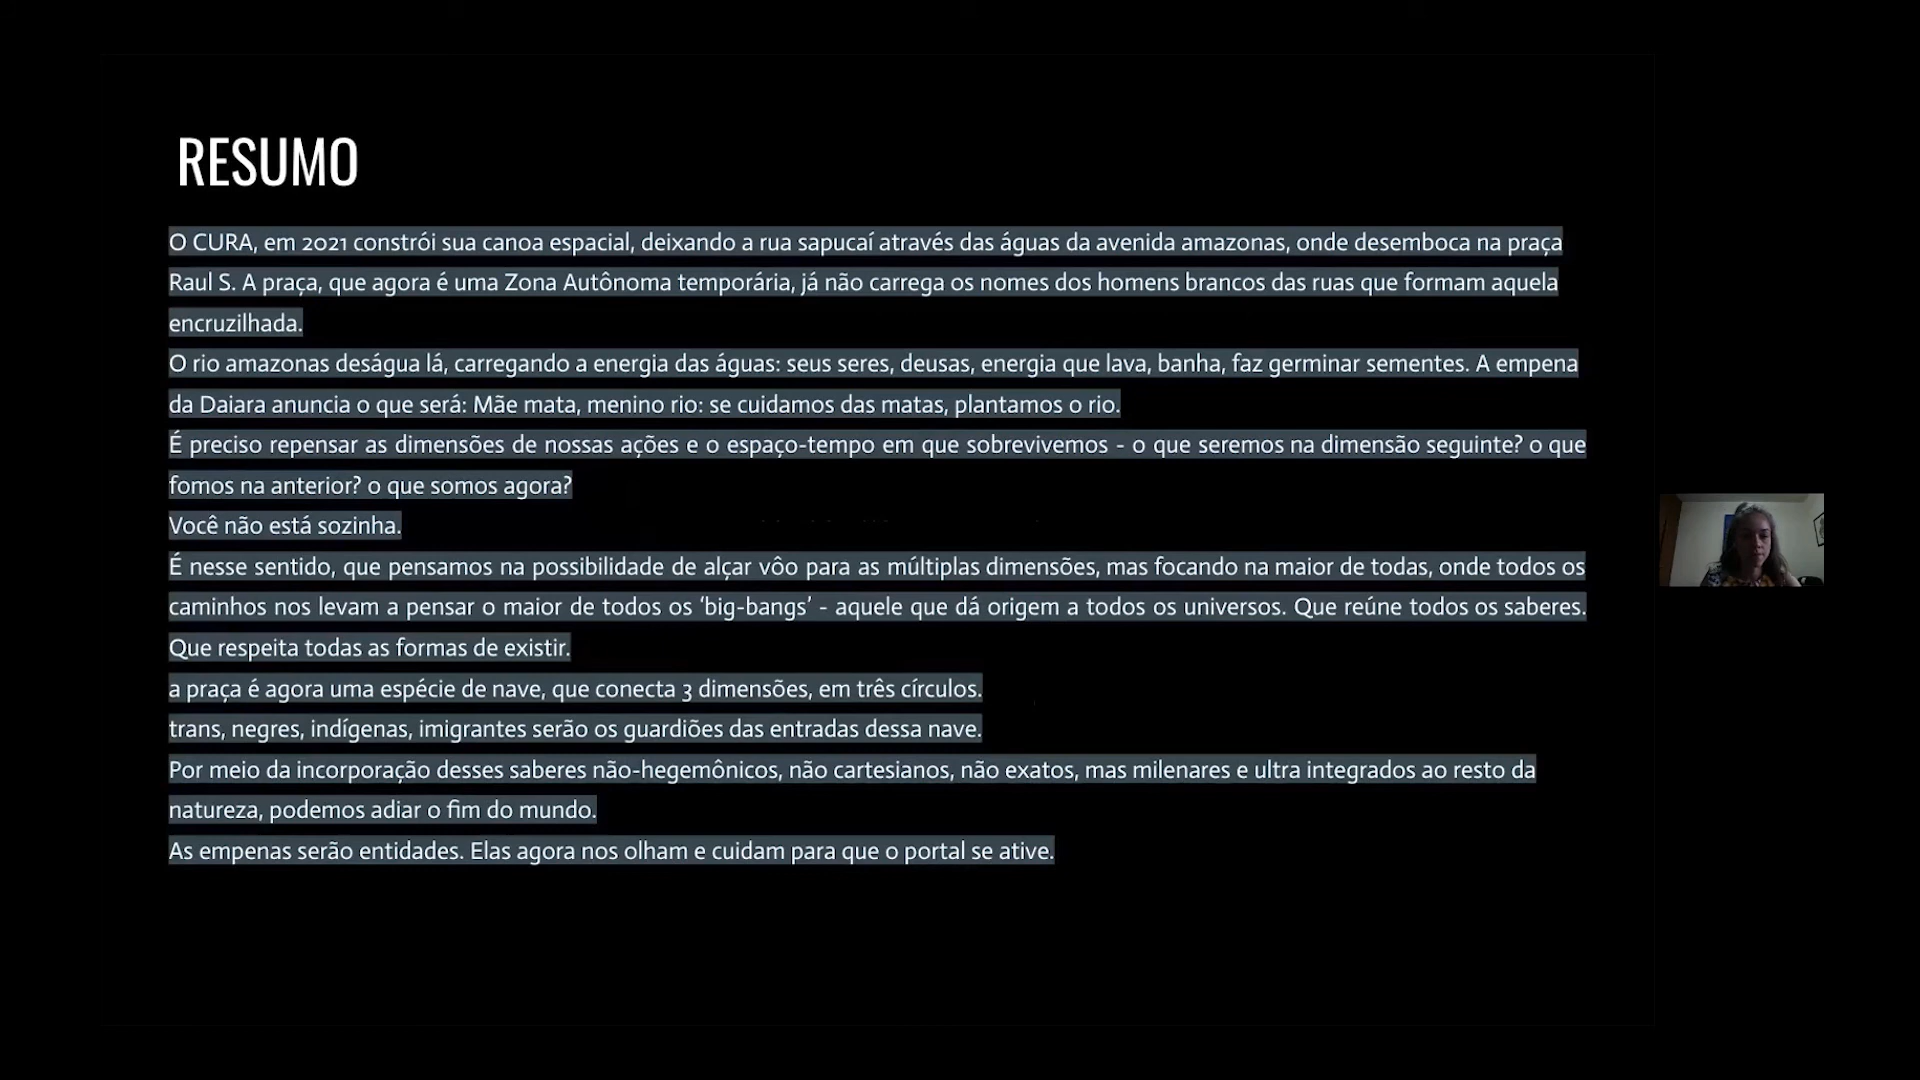 RESUMO
O CURA, em 2021 constrói sua canoa espacial, deixando a rua sapucaí através das águas da avenida amazonas, onde desemboca na praça
Raul S. A praça, que agora é uma Zona Autônoma temporária, já não carrega os nomes dos homens brancos das ruas que formam aquela
encruzilhada.
O rio amazonas deságua lá, carregando a energia das águas: seus seres, deusas, energia que lava, banha, faz germinar sementes. A empena
da Daiara anuncia o que será: Mãe mata, menino rio: se cuidamos das matas, plantamos o rio.
É preciso repensar as dimensões de nossas ações e o espaço-tempo em que sobrevivemos - o que seremos na dimensão seguinte? o que
fomos na anterior? o que somos agora?
Você não está sozinha.
É nesse sentido, que pensamos na possibilidade de alçar vôo para as múltiplas dimensões, mas focando na maior de todas, onde todos os
caminhos nos levam a pensar o maior de todos os ‘big-bangs’ - aquele que dá origem a todos os universos. Que reúne todos os saberes.
Que respeita todas as formas de existir.
a praça é agora uma espécie de nave, que conecta 3 dimensões, em três círculos.
trans, negres, indígenas, imigrantes serão os guardiões das entradas dessa nave.
Por meio da incorporação desses saberes não-hegemônicos, não cartesianos, não exatos, mas milenares e ultra integrados ao resto da
natureza, podemos adiar o fim do mundo.
As empenas serão entidades. Elas agora nos olham e cuidam para que o portal se ative.